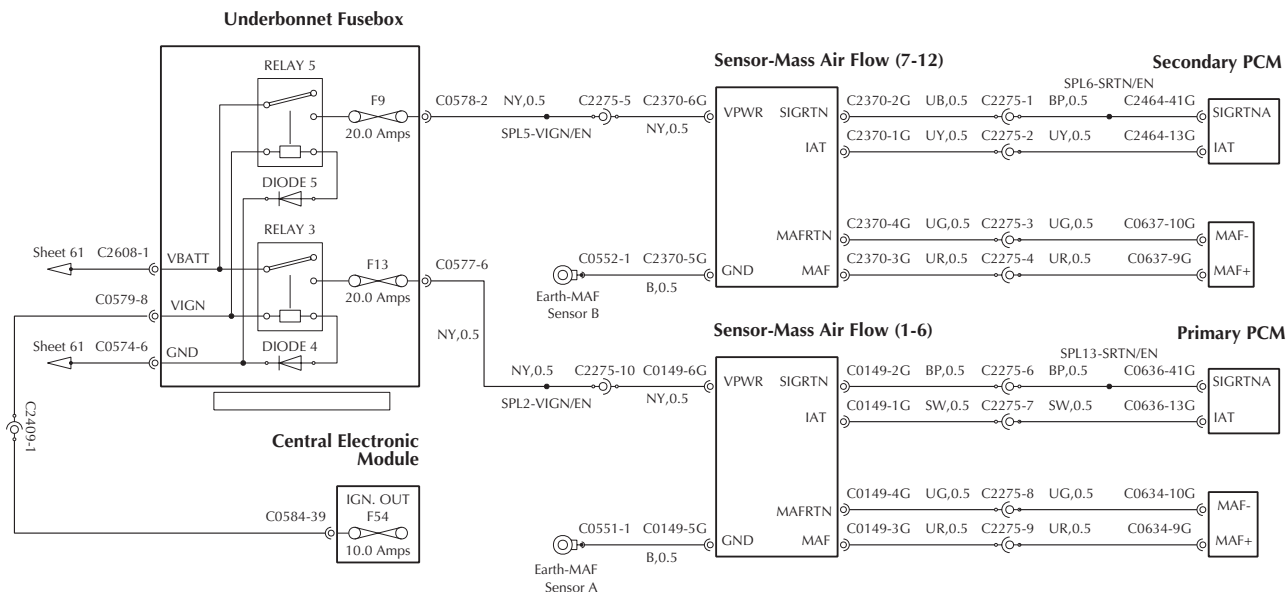 Underbonnet Fusebox
RELAY 5
F9
20.0 Amps
DIODE 5
RELAY 3
F13
20.0 Amps
DIODE 4
VBATT
VIGN
GND
Sheet 61 C2608-1
C0579-8
Sheet 61 C0574-6
C2409-1
C0578-2 NY,0.5 C2275-5 C2370-6G
SPL5-VIGN/EN NY,0.5
C0577-6
NY,0.5
NY,0.5 C2275-10 C0149-6G
SPL2-VIGN/EN NY,0.5
Central Electronic
Module
IGN. OUT
F54
10.0 Amps
C0584-39
Sensor-Mass Air Flow (7-12)
VPWR SIGRTN
IAT
MAFRTN
GND MAF
C0552-1 C2370-5G
B,0.5
Earth-MAF
Sensor B
Secondary PCM
SPL6-SRTN/EN
C2370-2G UB,0.5 C2275-1 BP,0.5 C2464-41G
SIGRTNA
C2370-1G UY,0.5 C2275-2 UY,0.5 C2464-13G
IAT
C2370-4G UG,0.5 C2275-3 UG,0.5 C0637-10G
MAF-
C2370-3G UR,0.5 C2275-4 UR,0.5 C0637-9G
MAF+
Sensor-Mass Air Flow (1-6)
VPWR SIGRTN
IAT
MAFRTN
GND MAF
C0551-1 C0149-5G
B,0.5
Earth-MAF
Sensor A
Primary PCM
SPL13-SRTN/EN
C0149-2G BP,0.5 C2275-6 BP,0.5 C0636-41G
SIGRTNA
C0149-1G SW,0.5 C2275-7 SW,0.5 C0636-13G
IAT
C0149-4G UG,0.5 C2275-8 UG,0.5 C0634-10G
MAF-
C0149-3G UR,0.5 C2275-9 UR,0.5 C0634-9G
MAF+